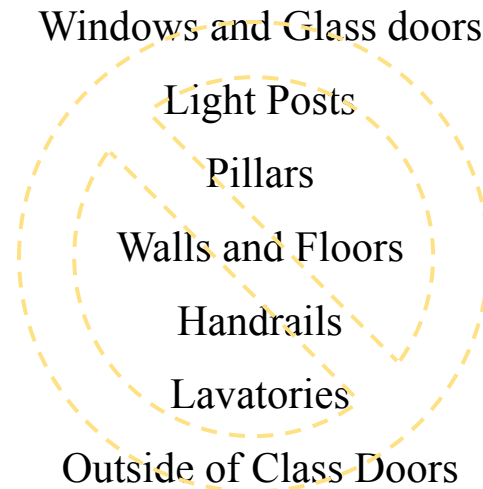 Windows and Glass doors
Light Posts
Pillars
Walls and Floors
Handrails
Lavatories
Outside of Class Doors